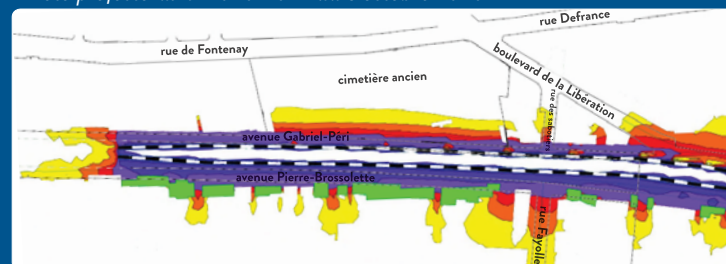 rue Defrance
rue de Fontenay
boulevard de la Libération
cimetière ancien
rue des sabotiers
avenue Gabriel-Péri
avenue Pierre-Brossolette
rue Fayolle